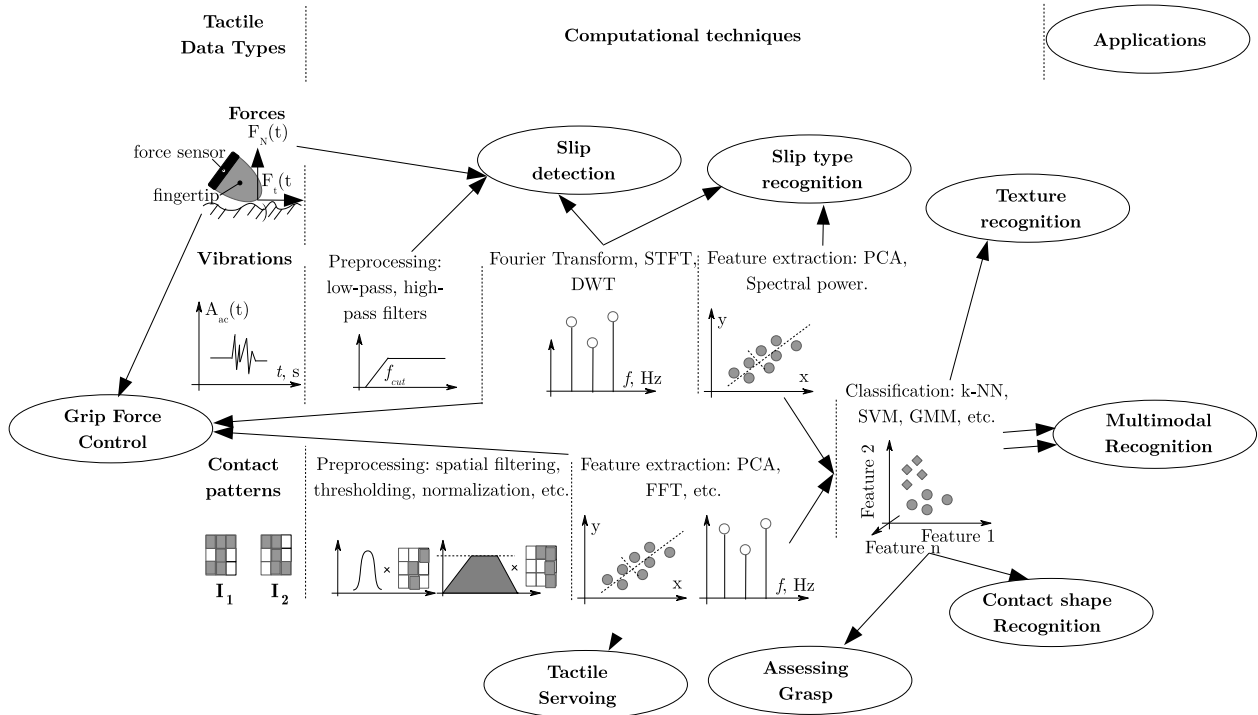 Tactile
Data Types
Computational techniques
Applications
Forces
F_N(t)
force sensor
F_t(t
fingertip
)
Slip
detection
Slip type
recognition
Texture
recognition
Vibrations
A_ac(t)
t, s
Preprocessing:
low-pass, high-
pass filters
f_cut
Fourier Transform, STFT,
DWT
f, Hz
Feature extraction: PCA,
Spectral power.
y
x
Grip Force
Control
Classification: k-NN,
SVM, GMM, etc.
Feature 2
Feature 1
Feature n
Multimodal
Recognition
Contact
patterns
I_1
I_2
Preprocessing: spatial filtering,
thresholding, normalization, etc.
×
×
Feature extraction: PCA,
FFT, etc.
y
x
f, Hz
Contact shape
Recognition
Tactile
Servoing
Assessing
Grasp